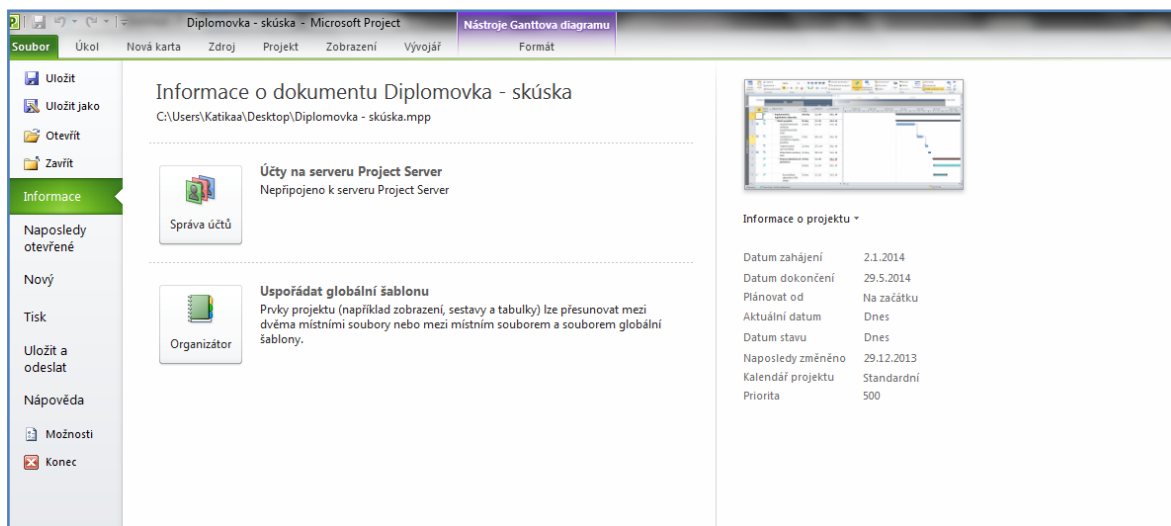 Diplomovka - skúska - Microsoft Project
Nástroje Ganttova diagramu
Soubor Úkol Nová karta Zdroj Projekt Zobrazení Vývojář Formát
Uložit
Uložit jako
Otevřít
Zavřít
Informace
Naposledy
otevřené
Nový
Tisk
Uložit a
odeslat
Nápověda
Možnosti
Konec
Informace o dokumentu Diplomovka - skúska
C:\Users\Katikaa\Desktop\Diplomovka - skúska.mpp
Správa účtů
Účty na serveru Project Server
Nepřipojeno k serveru Project Server
Organizátor
Uspořádat globální šablonu
Prvky projektu (například zobrazení, sestavy a tabulky) lze přesunovat mezi
dvěma místními soubory nebo mezi místním souborem a souborem globální
šablony.
Informace o projektu
Datum zahájení 2.1.2014
Datum dokončení 29.5.2014
Plánovat od Na začátku
Aktuální datum Dnes
Datum stavu Dnes
Naposledy změněno 29.12.2013
Kalendář projektu Standardní
Priorita 500